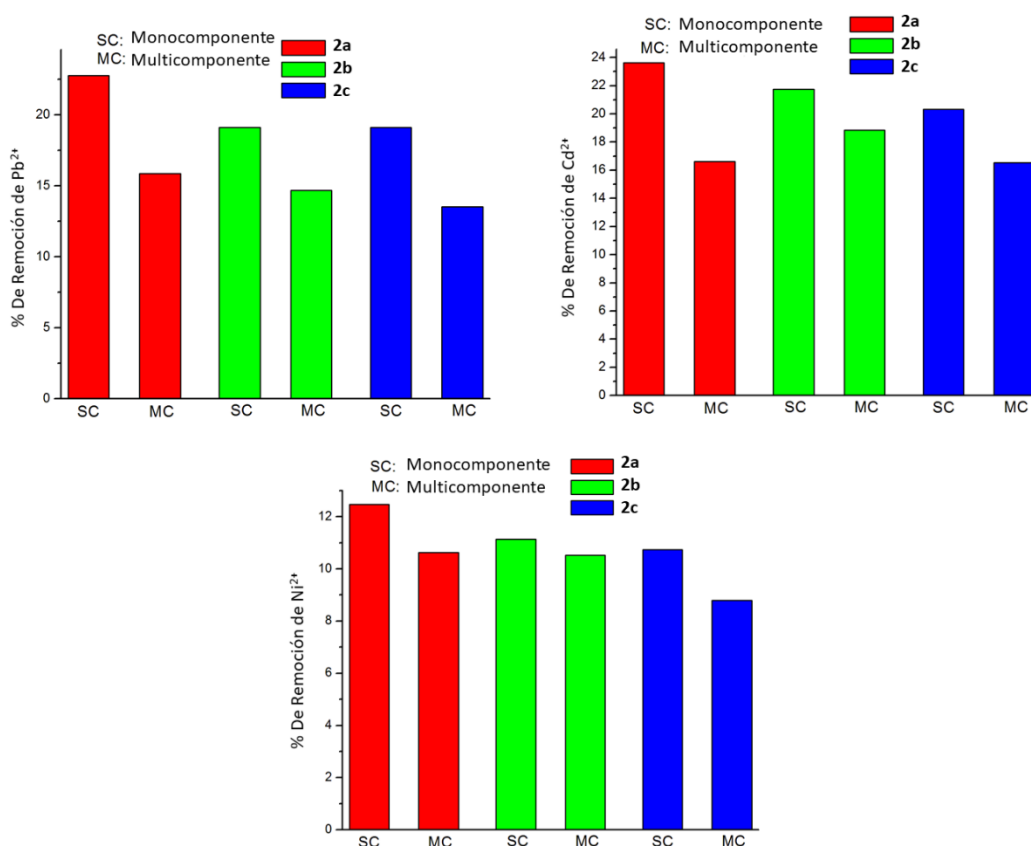 SC: Monocomponente
MC: Multicomponente
2a
2b
2c
% De Remoción de Pb²⁺
20
15
10
5
0
SC MC SC MC SC MC
SC: Monocomponente
MC: Multicomponente
2a
2b
2c
% De Remoción de Cd²⁺
24
22
20
18
16
14
12
10
8
6
4
2
0
SC MC SC MC SC MC
SC: Monocomponente
MC: Multicomponente
2a
2b
2c
% De Remoción de Ni²⁺
12
10
8
6
4
2
0
SC MC SC MC SC MC